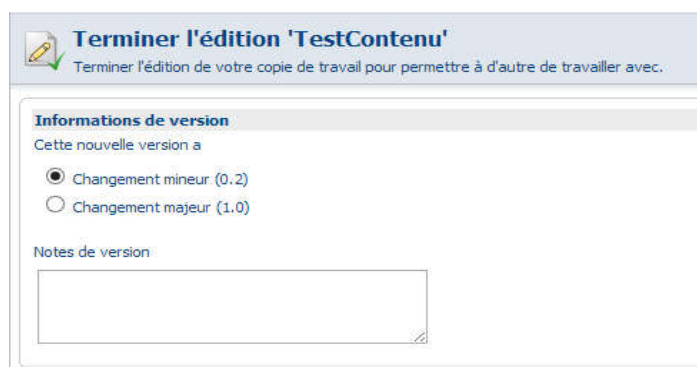 Terminer l'édition 'TestContenu'
Terminer l'édition de votre copie de travail pour permettre à d'autre de travailler avec.
Informations de version
Cette nouvelle version a
Changement mineur (0.2)
Changement majeur (1.0)
Notes de version